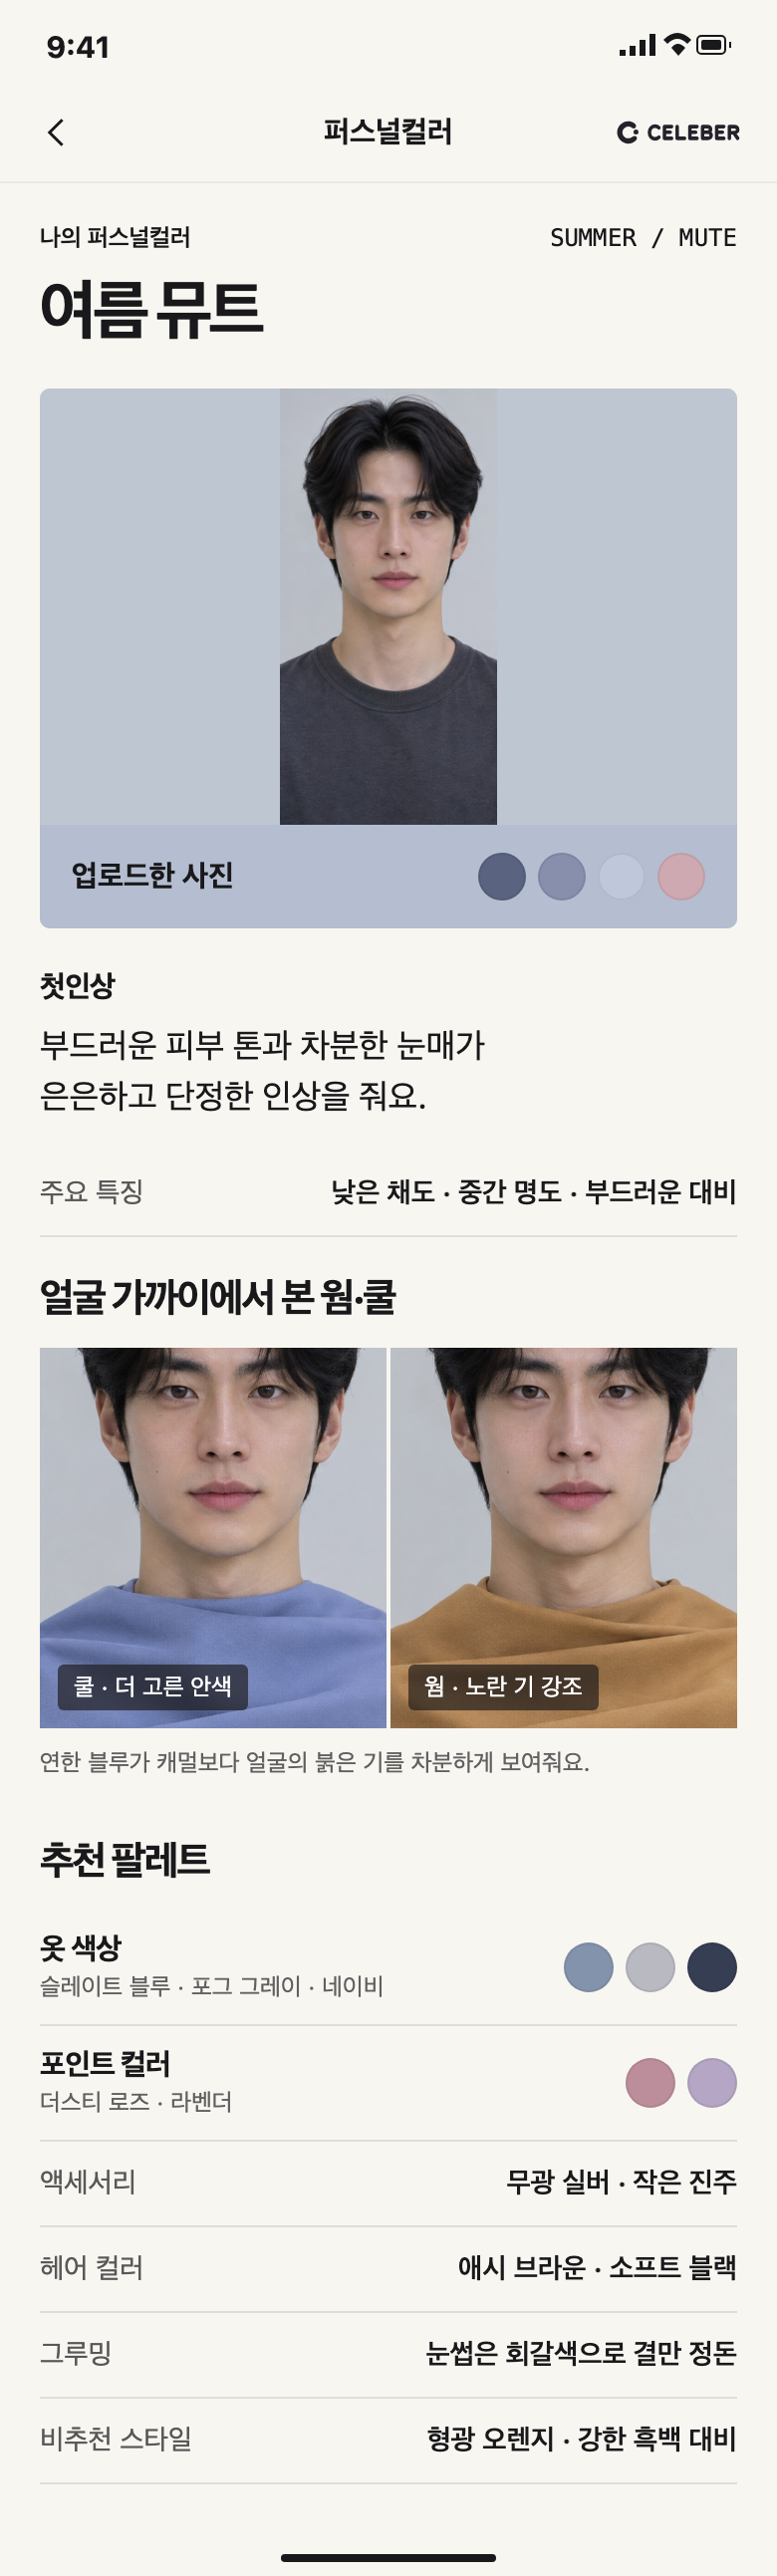 9:41
퍼스널컬러
CELEBER
나의 퍼스널컬러
SUMMER / MUTE
여름 뮤트
업로드한 사진
첫인상
부드러운 피부 톤과 차분한 눈매가
은은하고 단정한 인상을 줘요.
주요 특징
낮은 채도 · 중간 명도 · 부드러운 대비
얼굴 가까이에서 본 웜·쿨
쿨 · 더 고른 안색
웜 · 노란 기 강조
연한 블루가 캐멀보다 얼굴의 붉은 기를 차분하게 보여줘요.
추천 팔레트
옷 색상
슬레이트 블루 · 포그 그레이 · 네이비
포인트 컬러
더스티 로즈 · 라벤더
액세서리
무광 실버 · 작은 진주
헤어 컬러
애시 브라운 · 소프트 블랙
그루밍
눈썹은 회갈색으로 결만 정돈
비추천 스타일
형광 오렌지 · 강한 흑백 대비